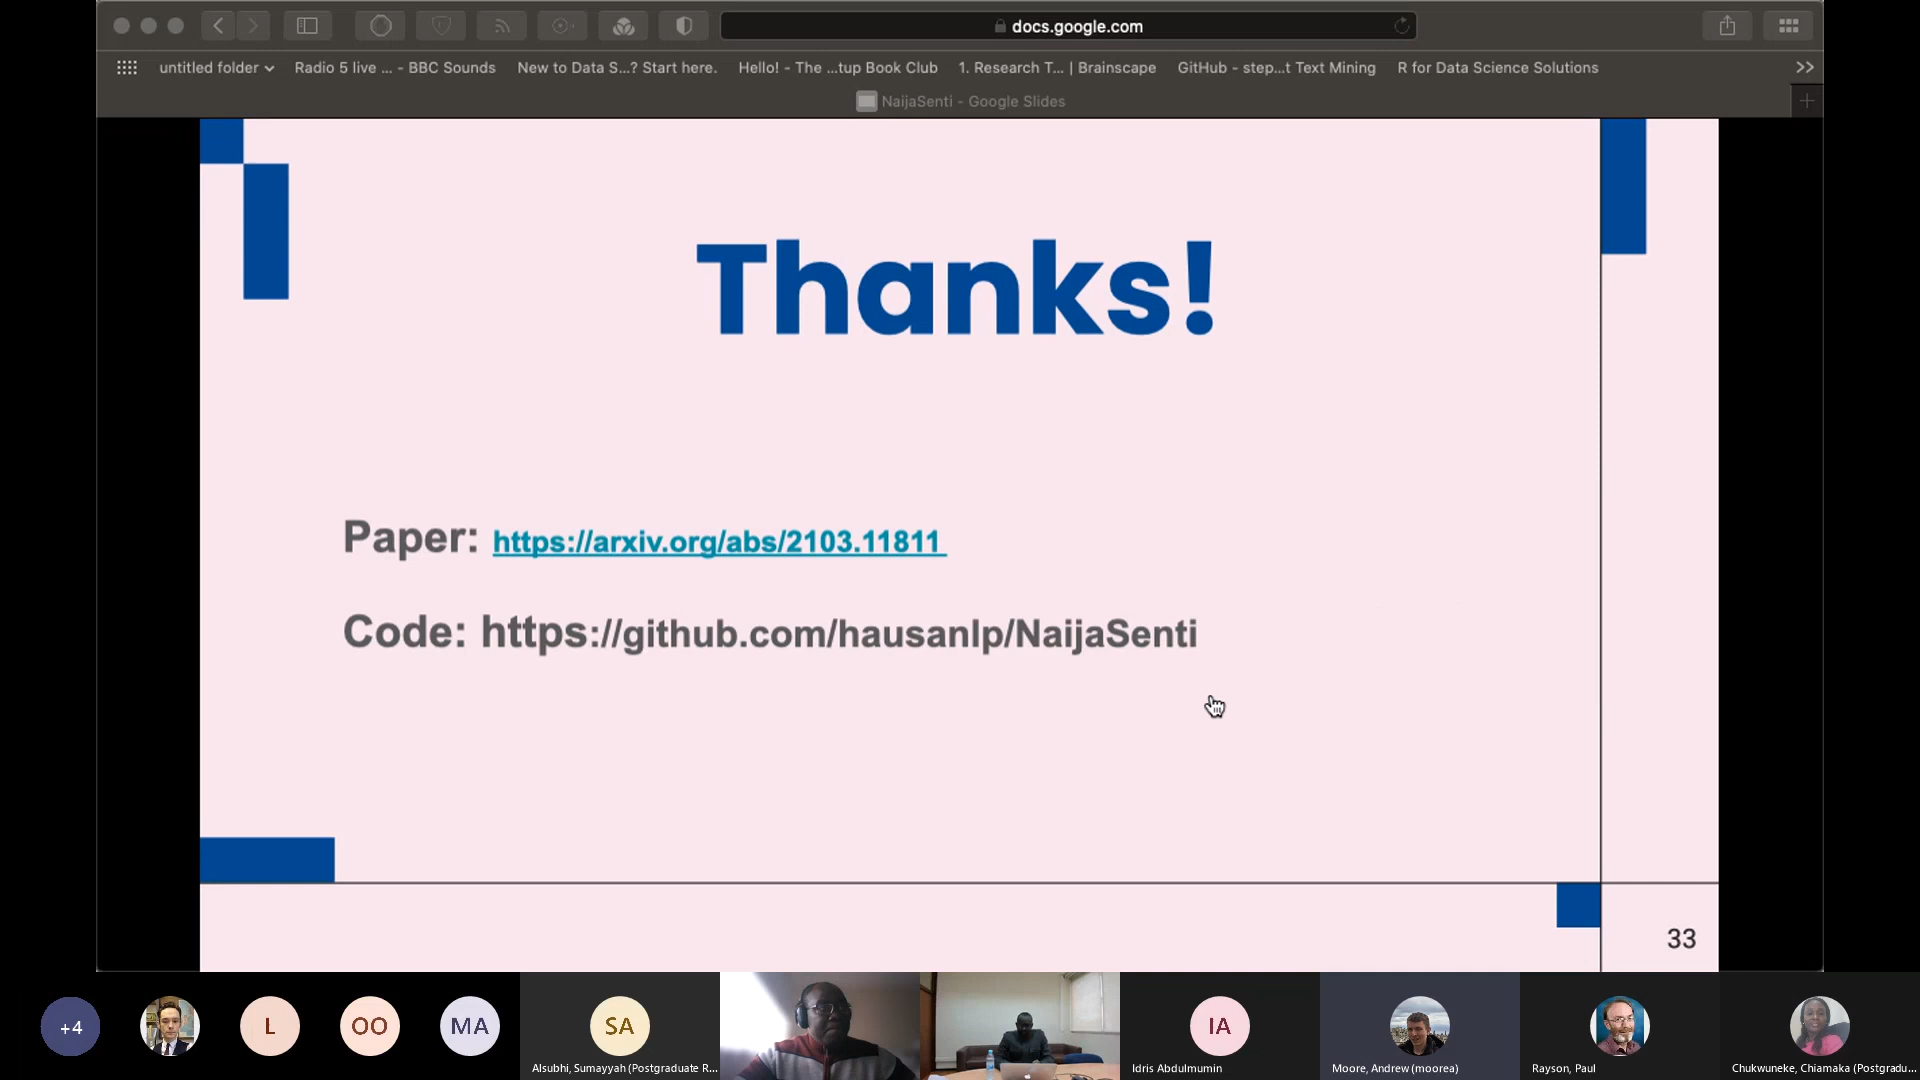 docs.google.com
untitled folder
Radio 5 live ... - BBC Sounds
New to Data S...? Start here.
Hello! - The ...tup Book Club
1. Research T... | Brainscape
GitHub - step...t Text Mining
R for Data Science Solutions
NaijaSenti - Google Slides
Thanks!
Paper: https://arxiv.org/abs/2103.11811
Code: https://github.com/hausanlp/NaijaSenti
33
+4
L
OO
MA
SA
IA
Alsubhi, Sumayyah (Postgraduate R...
Idris Abdulmumin
Moore, Andrew (moorea)
Rayson, Paul
Chukwuneke, Chiamaka (Postgradu...